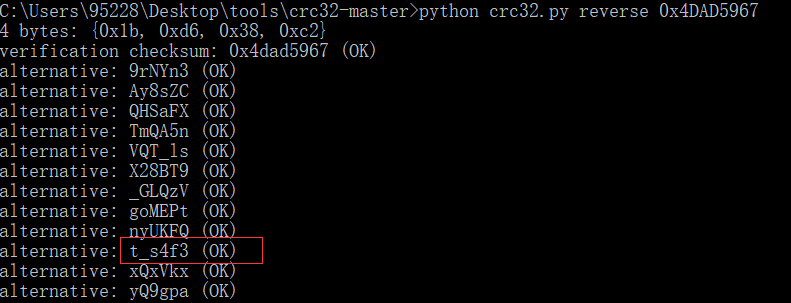 C:\Users\95228\Desktop\tools\crc32-master>python crc32.py reverse 0x4DAD5967
4 bytes: {0x1b, 0xd6, 0x38, 0xc2}
verification checksum: 0x4dad5967 (OK)
alternative: 9rNYn3 (OK)
alternative: Ay8sZC (OK)
alternative: QHSaFX (OK)
alternative: TmQA5n (OK)
alternative: VQT_ls (OK)
alternative: X28BT9 (OK)
alternative: _GLQzV (OK)
alternative: goMEPt (OK)
alternative: nyUKFQ (OK)
alternative: t_s4f3 (OK)
alternative: xQxVkx (OK)
alternative: yQ9gpa (OK)